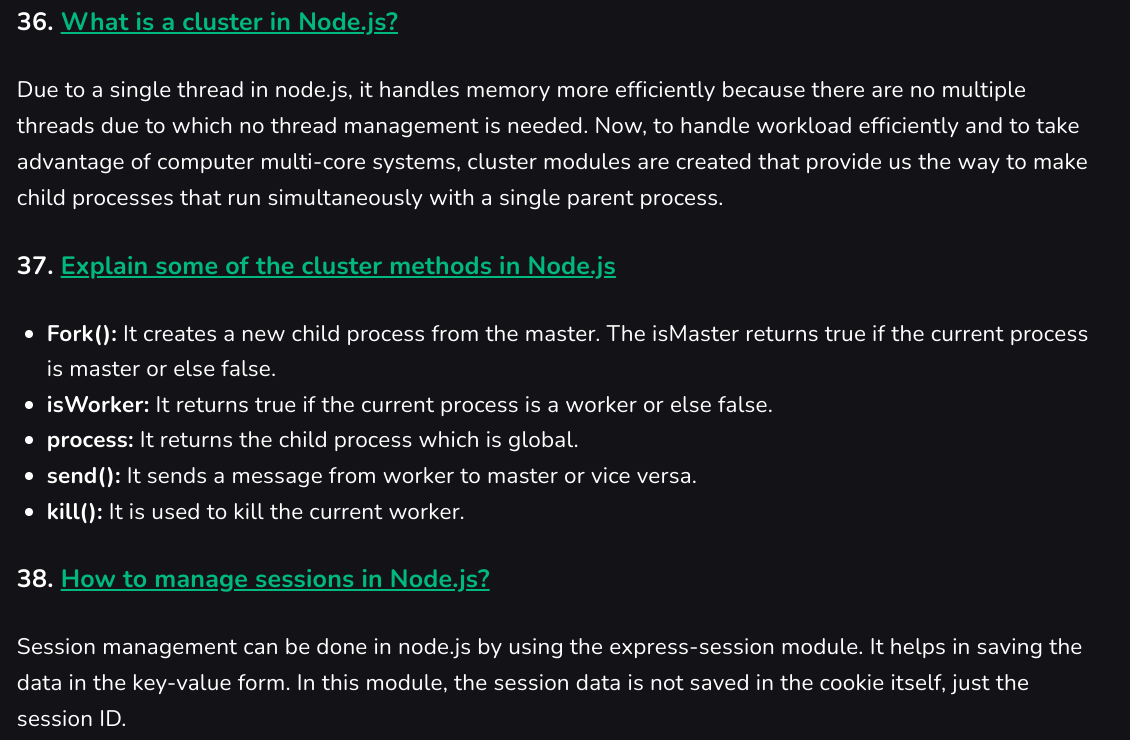 36. What is a cluster in Node.js?
Due to a single thread in node.js, it handles memory more efficiently because there are no multiple
threads due to which no thread management is needed. Now, to handle workload efficiently and to take
advantage of computer multi-core systems, cluster modules are created that provide us the way to make
child processes that run simultaneously with a single parent process.
37. Explain some of the cluster methods in Node.js
• Fork(): It creates a new child process from the master. The isMaster returns true if the current process
is master or else false.
• isWorker: It returns true if the current process is a worker or else false.
• process: It returns the child process which is global.
• send(): It sends a message from worker to master or vice versa.
• kill(): It is used to kill the current worker.
38. How to manage sessions in Node.js?
Session management can be done in node.js by using the express-session module. It helps in saving the
data in the key-value form. In this module, the session data is not saved in the cookie itself, just the
session ID.